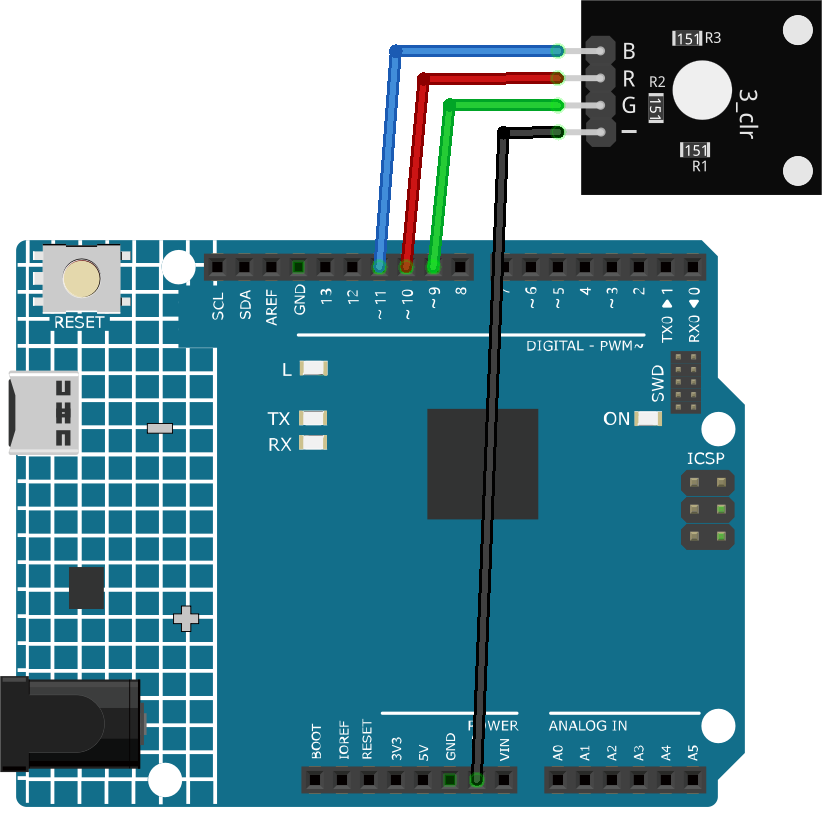 B
R
G
—
151 R3
R2
151
151
R1
3_clr
RESET
SCL
SDA
AREF
GND
13
12
~11
~10
~9
8
7
~6
~5
4
~3
2
TX0 ▶ 1
RX0 ◀ 0
DIGITAL - PWM~
L
TX
RX
ON
SWD
ICSP
BOOT
IOREF
RESET
3V3
5V
GND
VIN
POWER
ANALOG IN
A0
A1
A2
A3
A4
A5